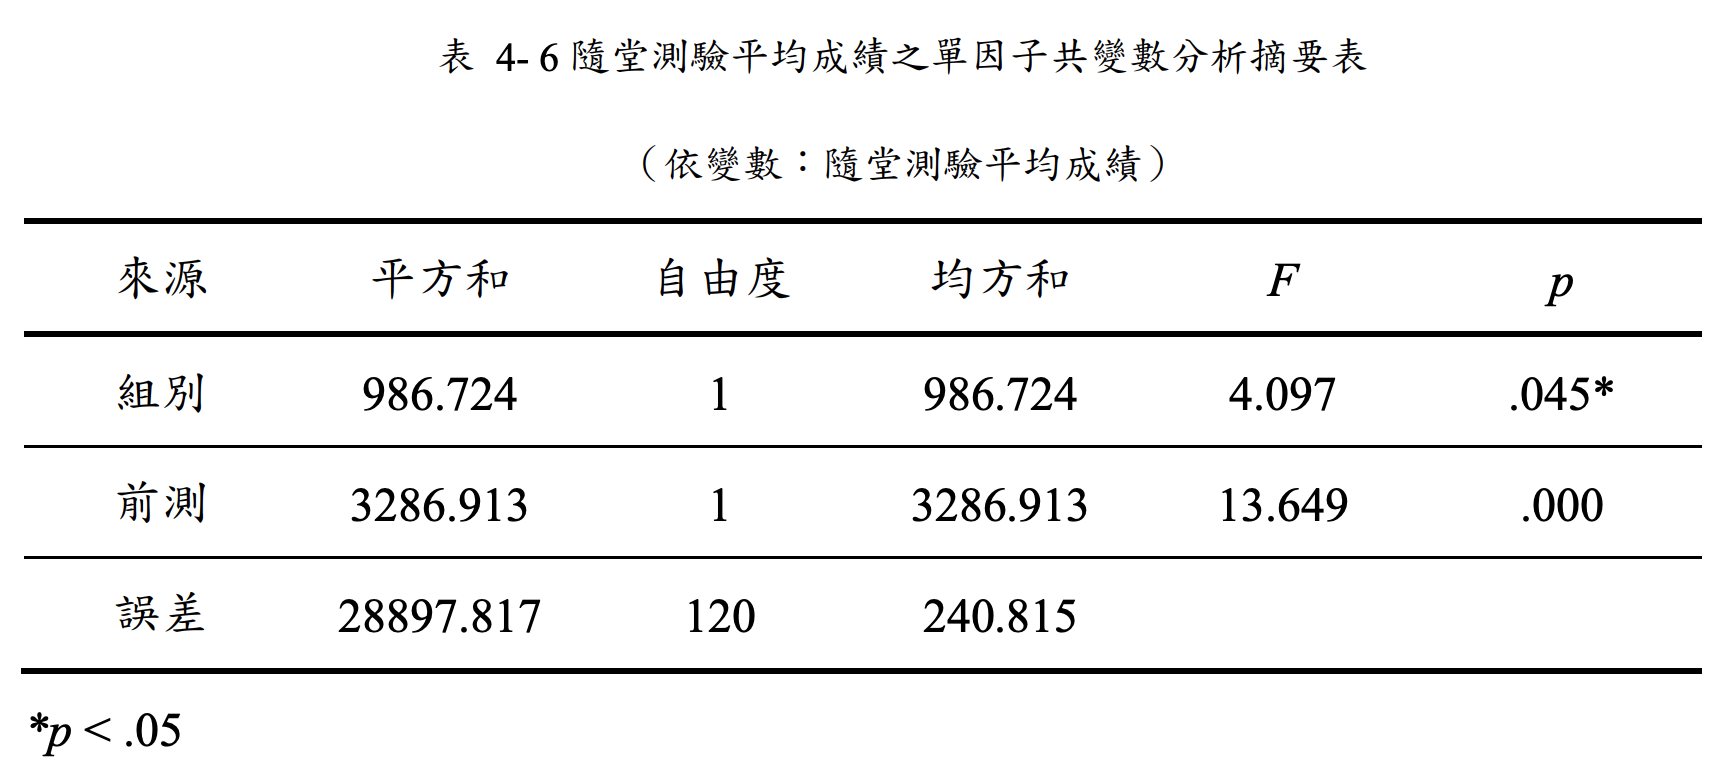 表 4- 6 隨堂測驗平均成績之單因子共變數分析摘要表
（依變數：隨堂測驗平均成績）
來源 平方和 自由度 均方和 F p
組別 986.724 1 986.724 4.097 .045*
前測 3286.913 1 3286.913 13.649 .000
誤差 28897.817 120 240.815
*p < .05